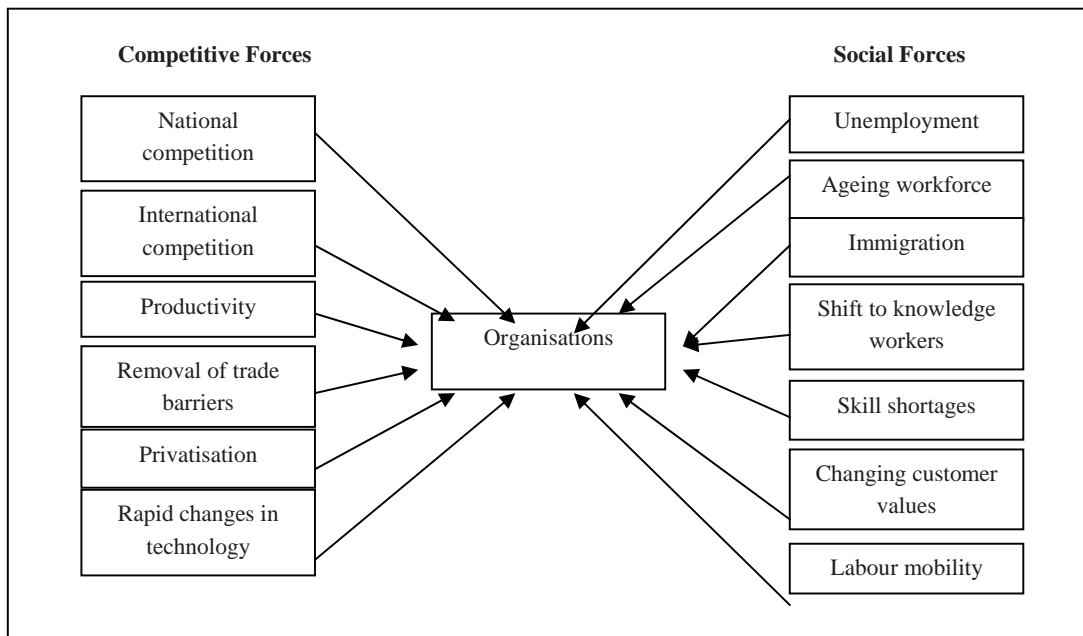 Competitive Forces
National
competition
International
competition
Productivity
Removal of trade
barriers
Privatisation
Rapid changes in
technology
Organisations
Social Forces
Unemployment
Ageing workforce
Immigration
Shift to knowledge
workers
Skill shortages
Changing customer
values
Labour mobility